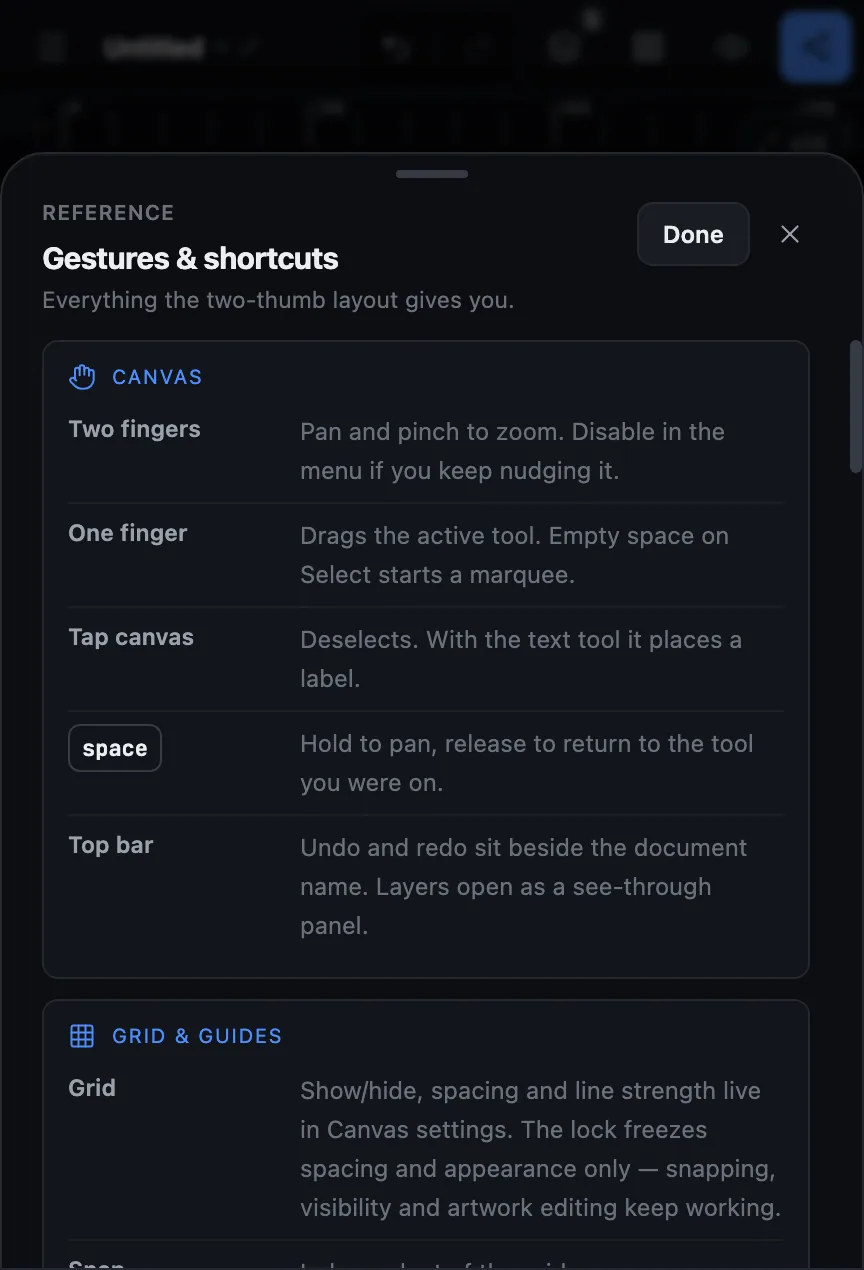 Untitled
REFERENCE
Done
Gestures & shortcuts
Everything the two-thumb layout gives you.
CANVAS
Two fingers
Pan and pinch to zoom. Disable in the
menu if you keep nudging it.
One finger
Drags the active tool. Empty space on
Select starts a marquee.
Tap canvas
Deselects. With the text tool it places a
label.
space
Hold to pan, release to return to the tool
you were on.
Top bar
Undo and redo sit beside the document
name. Layers open as a see-through
panel.
GRID & GUIDES
Grid
Show/hide, spacing and line strength live
in Canvas settings. The lock freezes
spacing and appearance only — snapping,
visibility and artwork editing keep working.